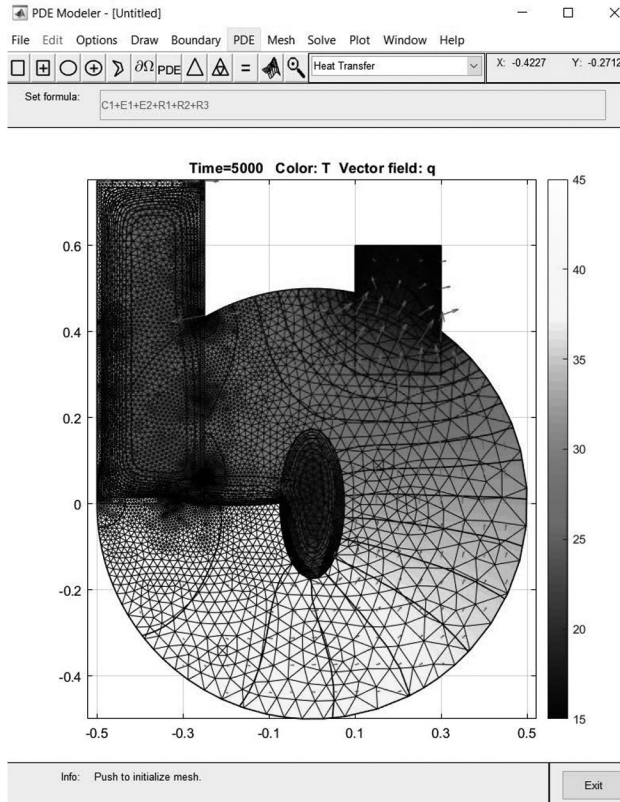 PDE Modeler - [Untitled]
File Edit Options Draw Boundary PDE Mesh Solve Plot Window Help
∂Ω PDE = Heat Transfer X: -0.4227 Y: -0.2712
Set formula: C1+E1+E2+R1+R2+R3
Time=5000 Color: T Vector field: q
0.6
0.4
0.2
0
-0.2
-0.4
-0.5 -0.3 -0.1 0.1 0.3 0.5
45
40
35
30
25
20
15
Info: Push to initialize mesh.
Exit